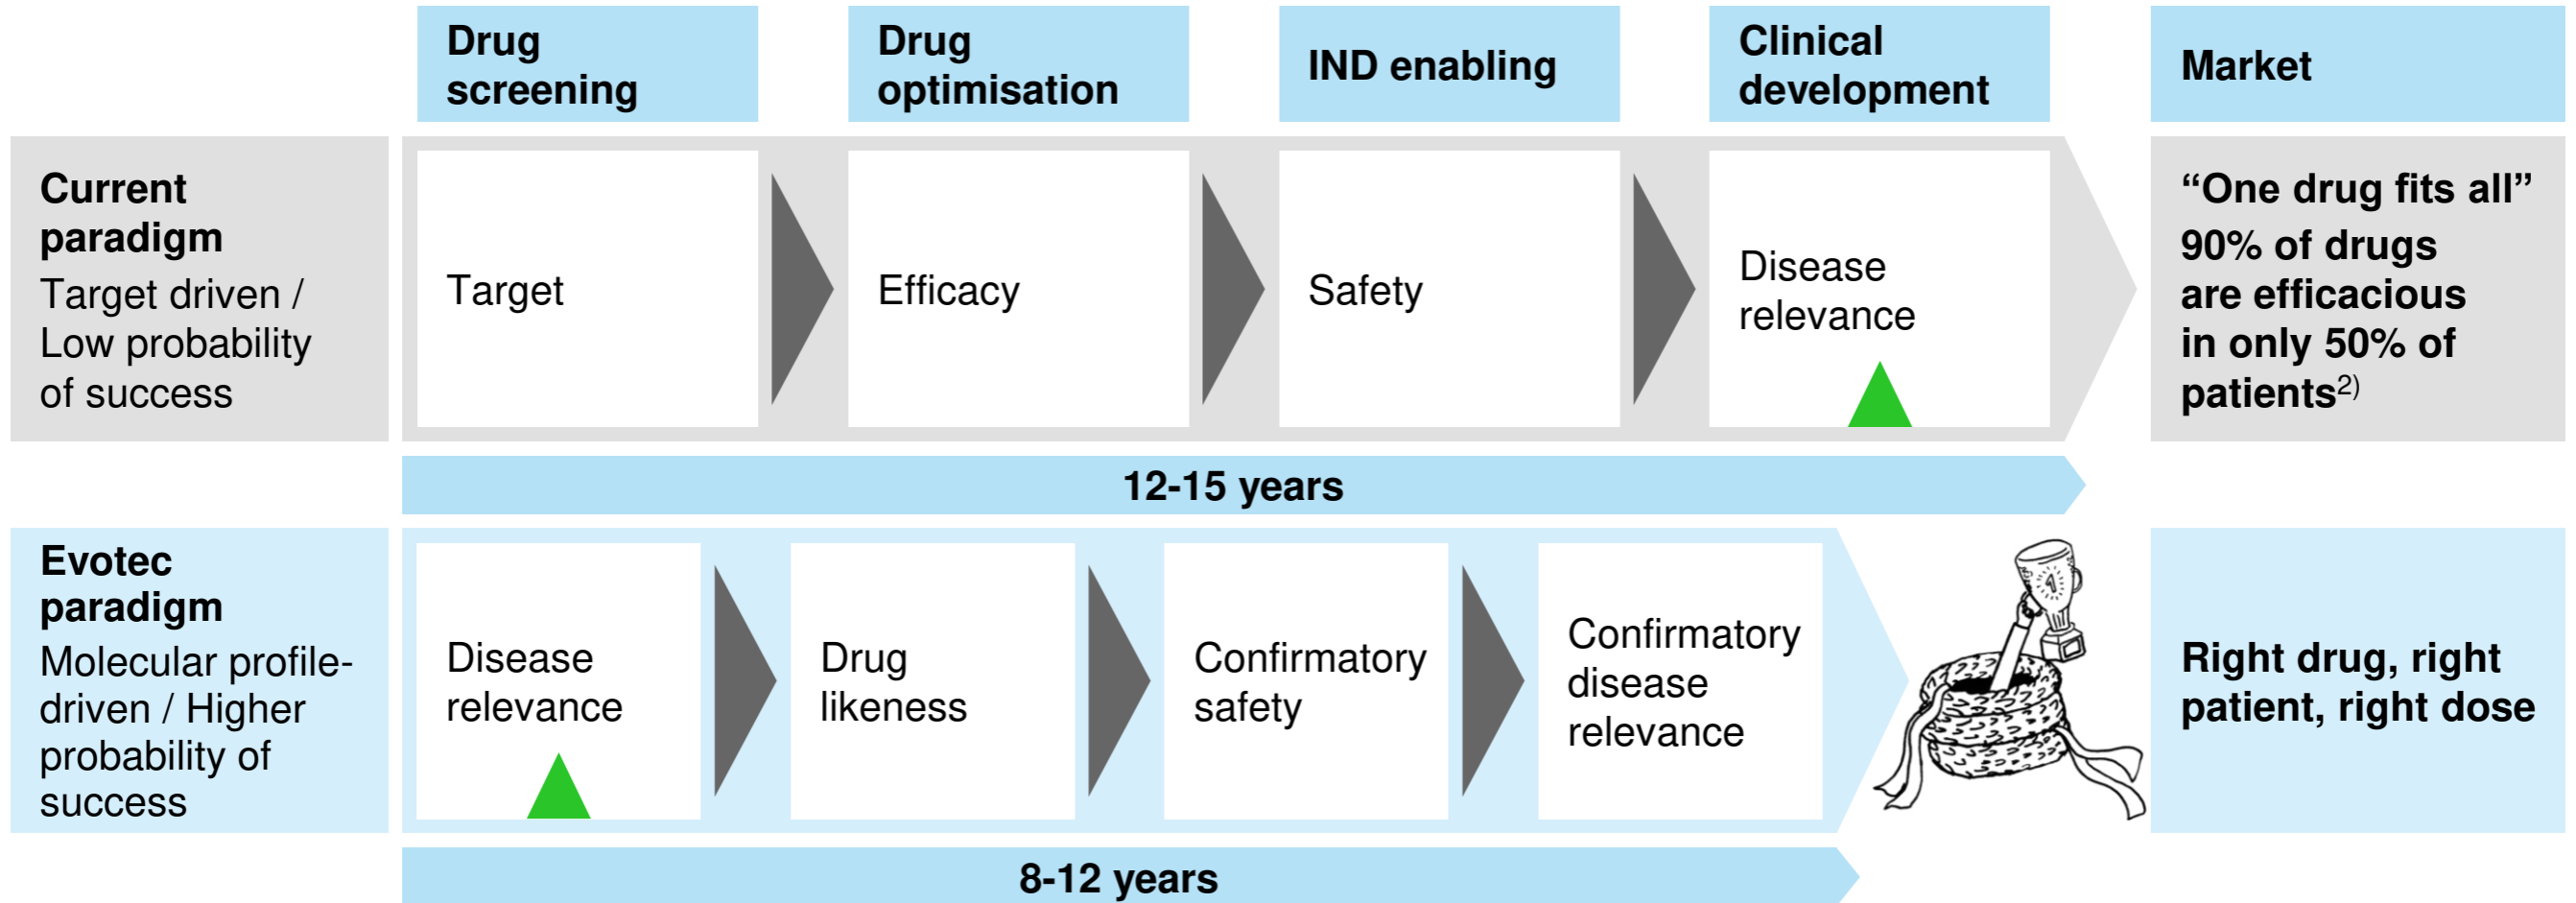 Drug
screening
Drug
optimisation
IND enabling
Clinical
development
Market
Current
paradigm
Target driven /
Low probability
of success
Target
Efficacy
Safety
Disease
relevance
“One drug fits all”
90% of drugs
are efficacious
in only 50% of
patients2)
12-15 years
Evotec
paradigm
Molecular profile-
driven / Higher
probability of
success
Disease
relevance
Drug
likeness
Confirmatory
safety
Confirmatory
disease
relevance
1
Right drug, right
patient, right dose
8-12 years